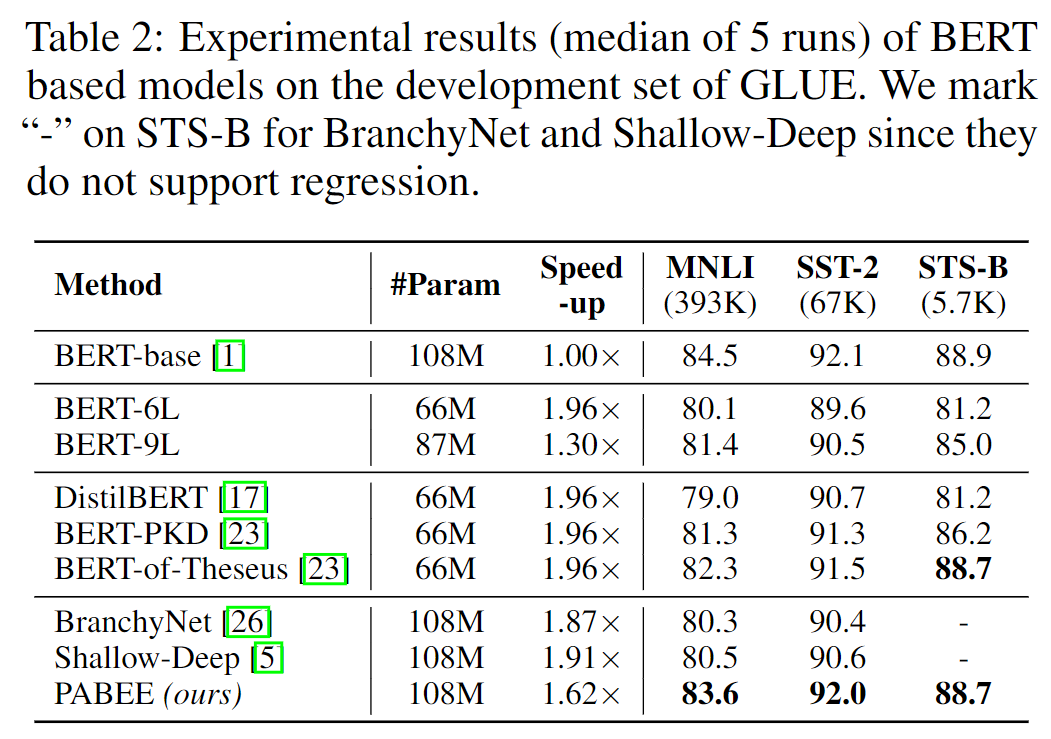 Table 2: Experimental results (median of 5 runs) of BERT
based models on the development set of GLUE. We mark
“-” on STS-B for BranchyNet and Shallow-Deep since they
do not support regression.
Method #Param Speed-up MNLI (393K) SST-2 (67K) STS-B (5.7K)
BERT-base [1] 108M 1.00× 84.5 92.1 88.9
BERT-6L 66M 1.96× 80.1 89.6 81.2
BERT-9L 87M 1.30× 81.4 90.5 85.0
DistilBERT [17] 66M 1.96× 79.0 90.7 81.2
BERT-PKD [23] 66M 1.96× 81.3 91.3 86.2
BERT-of-Theseus [23] 66M 1.96× 82.3 91.5 88.7
BranchyNet [26] 108M 1.87× 80.3 90.4 -
Shallow-Deep [5] 108M 1.91× 80.5 90.6 -
PABEE (ours) 108M 1.62× 83.6 92.0 88.7